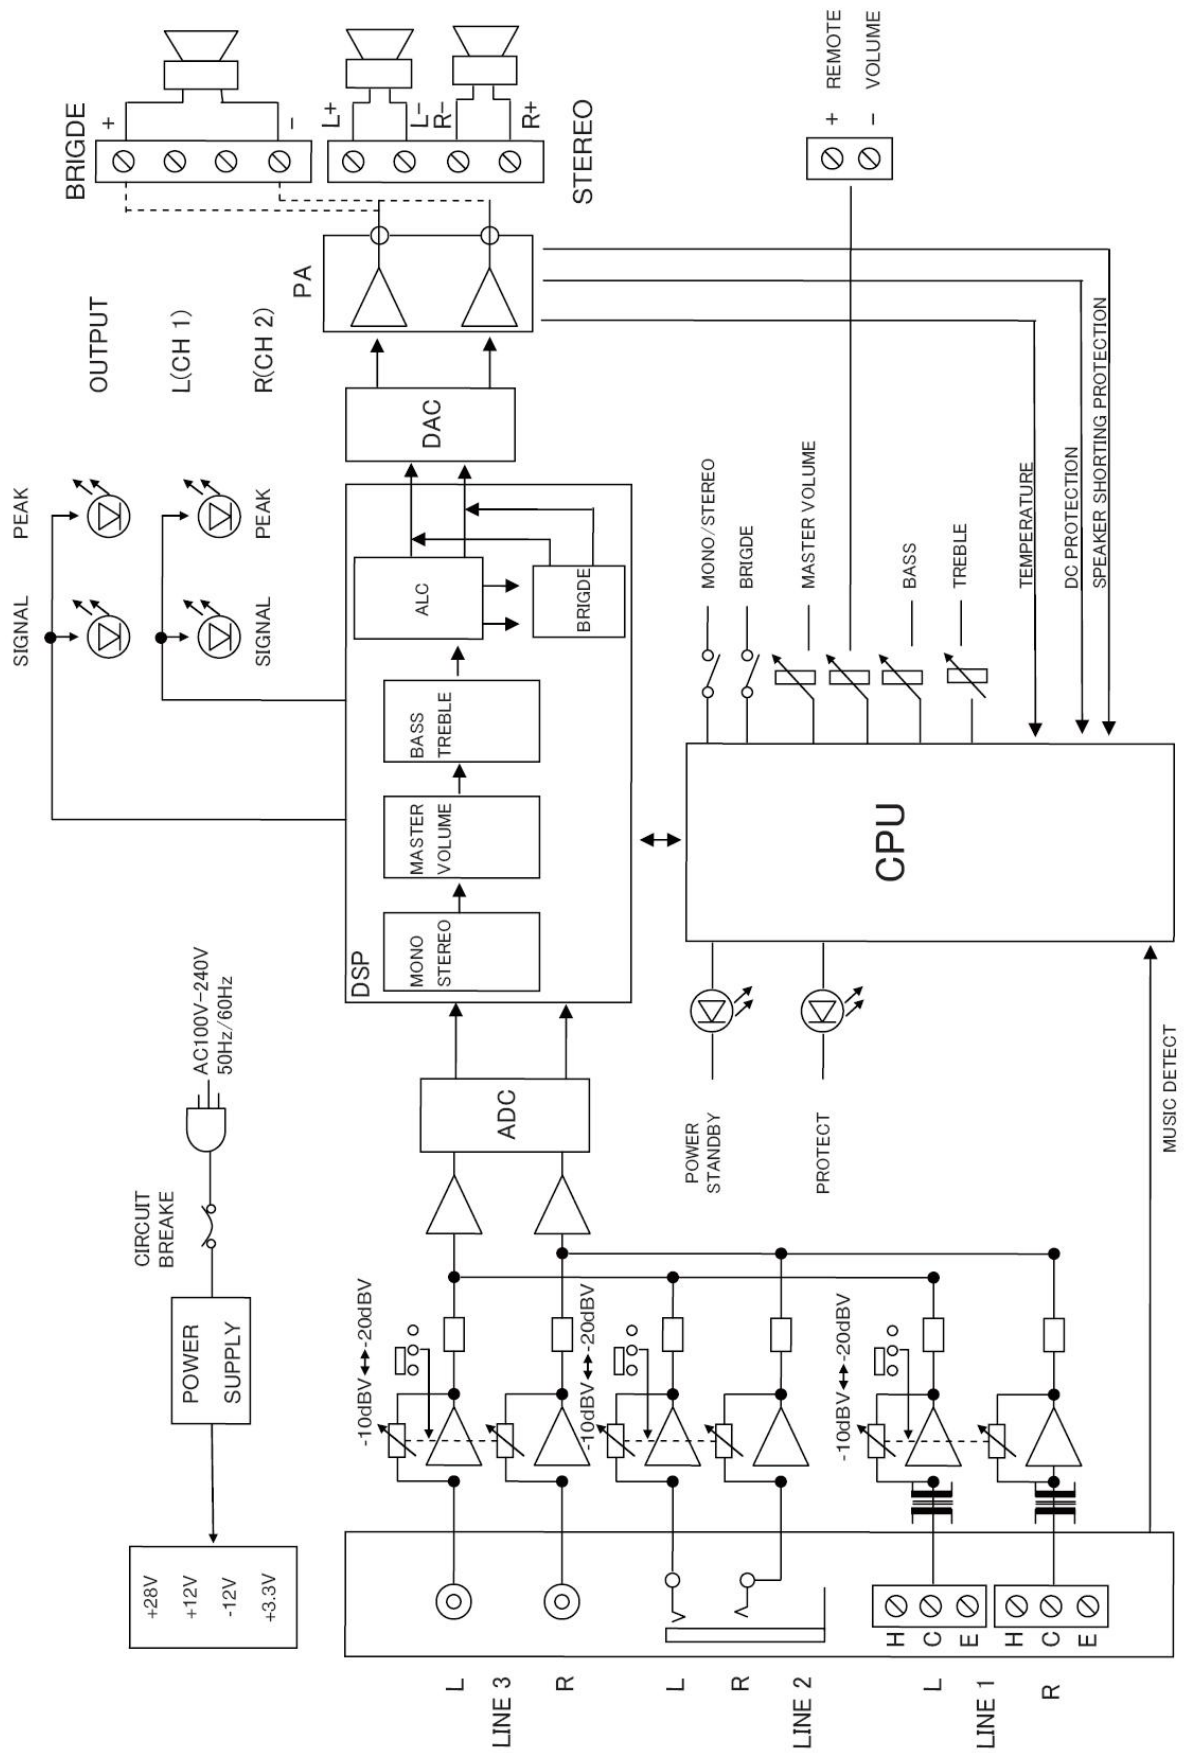 BRIGDE
+
-
L+
L-
R-
R+
STEREO
+ REMOTE
- VOLUME
OUTPUT
L(CH 1)
R(CH 2)
PA
PEAK
SIGNAL
PEAK
SIGNAL
DAC
ALC
BRIGDE
BASS
TREBLE
MASTER
VOLUME
MONO
STEREO
DSP
MONO/STEREO
BRIGDE
MASTER VOLUME
BASS
TREBLE
TEMPERATURE
DC PROTECTION
SPEAKER SHORTING PROTECTION
CPU
AC100V-240V
50Hz/60Hz
CIRCUIT
BREAKE
POWER
SUPPLY
+28V
+12V
-12V
+3.3V
ADC
POWER
STANDBY
PROTECT
MUSIC DETECT
-10dBV↔-20dBV
-10dBV↔-20dBV
-10dBV↔-20dBV
H
C
E
H
C
E
L
LINE 3
R
L
R
LINE 2
L
LINE 1
R